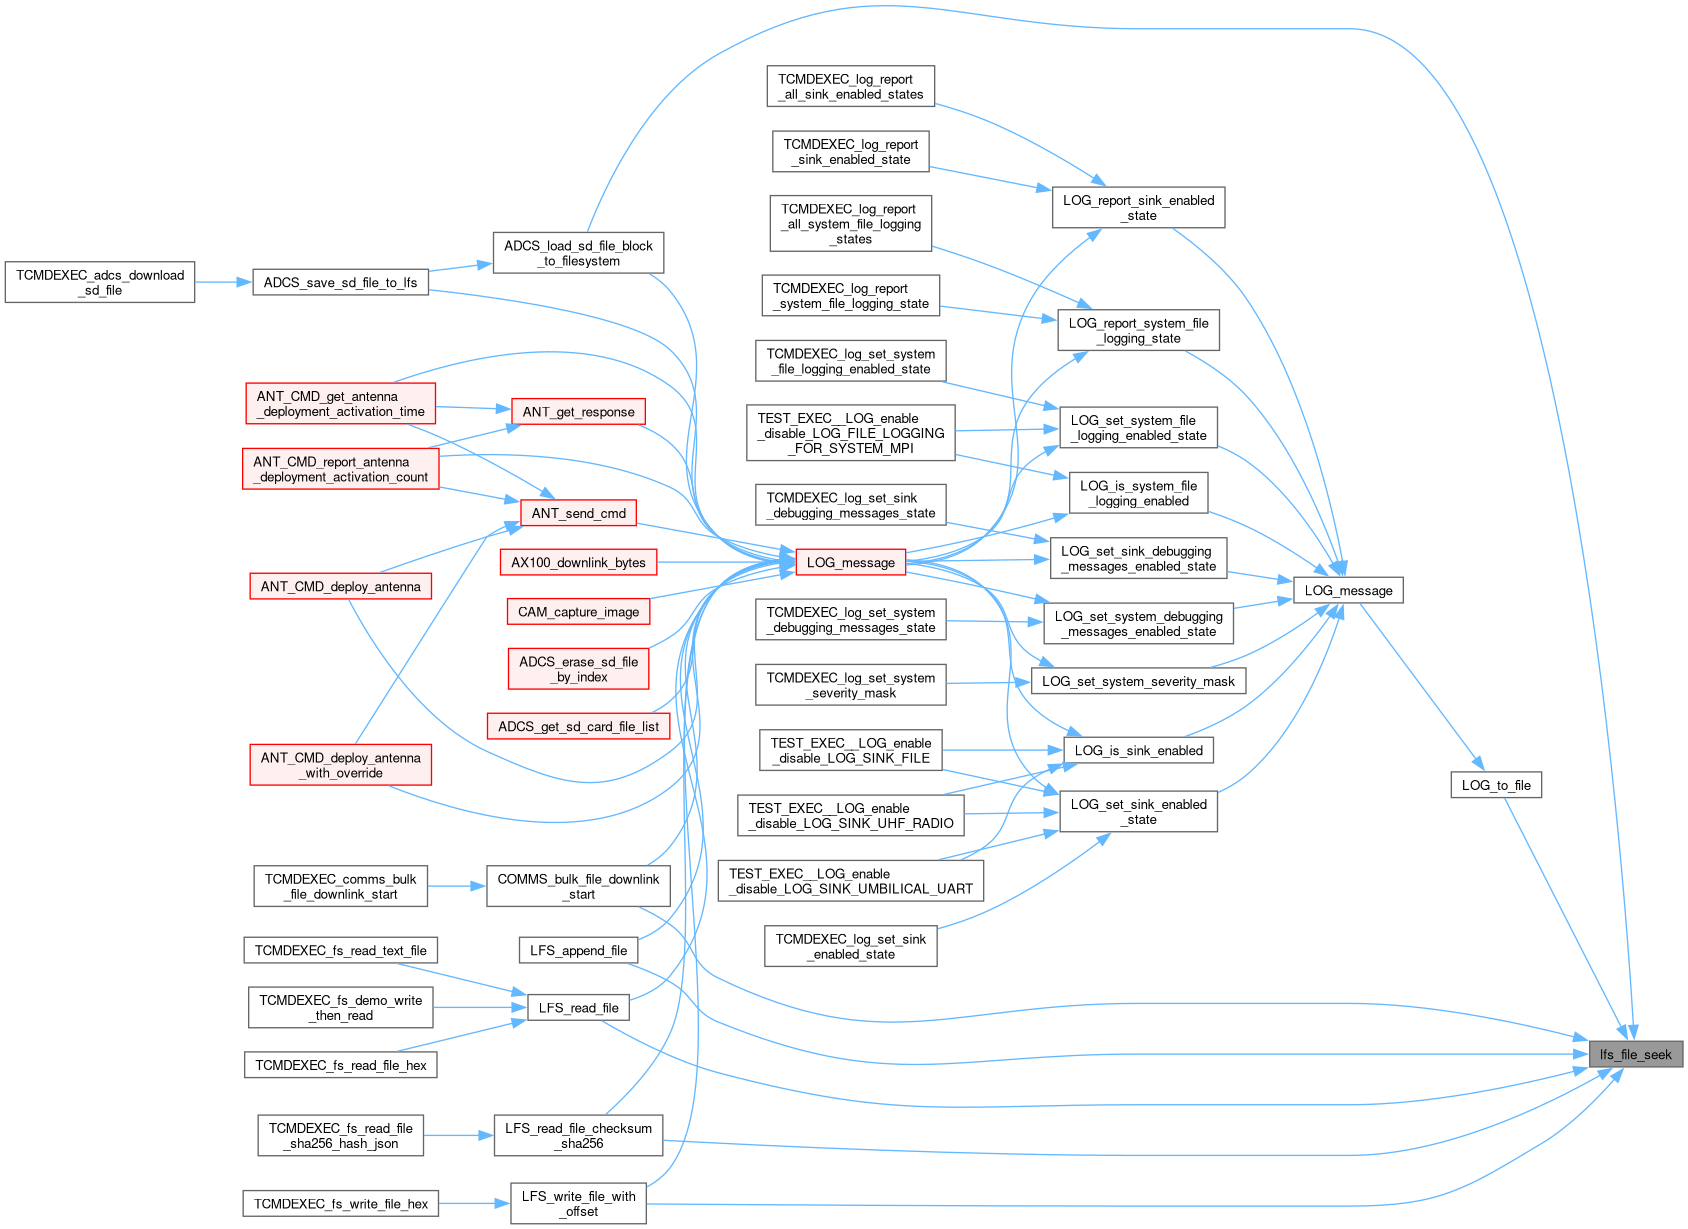 TCMDEXEC_adcs_download
_sd_file
ADCS_save_sd_file_to_lfs
ANT_CMD_get_antenna
_deployment_activation_time
ANT_CMD_report_antenna
_deployment_activation_count
ANT_CMD_deploy_antenna
ANT_CMD_deploy_antenna
_with_override
TCMDEXEC_comms_bulk
_file_downlink_start
TCMDEXEC_fs_read_text_file
TCMDEXEC_fs_demo_write
_then_read
TCMDEXEC_fs_read_file_hex
TCMDEXEC_fs_read_file
_sha256_hash_json
TCMDEXEC_fs_write_file_hex
ADCS_load_sd_file_block
_to_filesystem
ANT_get_response
ANT_send_cmd
AX100_downlink_bytes
CAM_capture_image
ADCS_erase_sd_file
_by_index
ADCS_get_sd_card_file_list
COMMS_bulk_file_downlink
_start
LFS_append_file
LFS_read_file
LFS_read_file_checksum
_sha256
LFS_write_file_with
_offset
TCMDEXEC_log_report
_all_sink_enabled_states
TCMDEXEC_log_report
_sink_enabled_state
TCMDEXEC_log_report
_all_system_file_logging
_states
TCMDEXEC_log_report
_system_file_logging_state
TCMDEXEC_log_set_system
_file_logging_enabled_state
TEST_EXEC__LOG_enable
_disable_LOG_FILE_LOGGING
_FOR_SYSTEM_MPI
TCMDEXEC_log_set_sink
_debugging_messages_state
LOG_message
TCMDEXEC_log_set_system
_debugging_messages_state
TCMDEXEC_log_set_system
_severity_mask
TEST_EXEC__LOG_enable
_disable_LOG_SINK_FILE
TEST_EXEC__LOG_enable
_disable_LOG_SINK_UHF_RADIO
TEST_EXEC__LOG_enable
_disable_LOG_SINK_UMBILICAL_UART
TCMDEXEC_log_set_sink
_enabled_state
LOG_report_sink_enabled
_state
LOG_report_system_file
_logging_state
LOG_set_system_file
_logging_enabled_state
LOG_is_system_file
_logging_enabled
LOG_set_sink_debugging
_messages_enabled_state
LOG_set_system_debugging
_messages_enabled_state
LOG_set_system_severity_mask
LOG_is_sink_enabled
LOG_set_sink_enabled
_state
LOG_message
LOG_to_file
lfs_file_seek